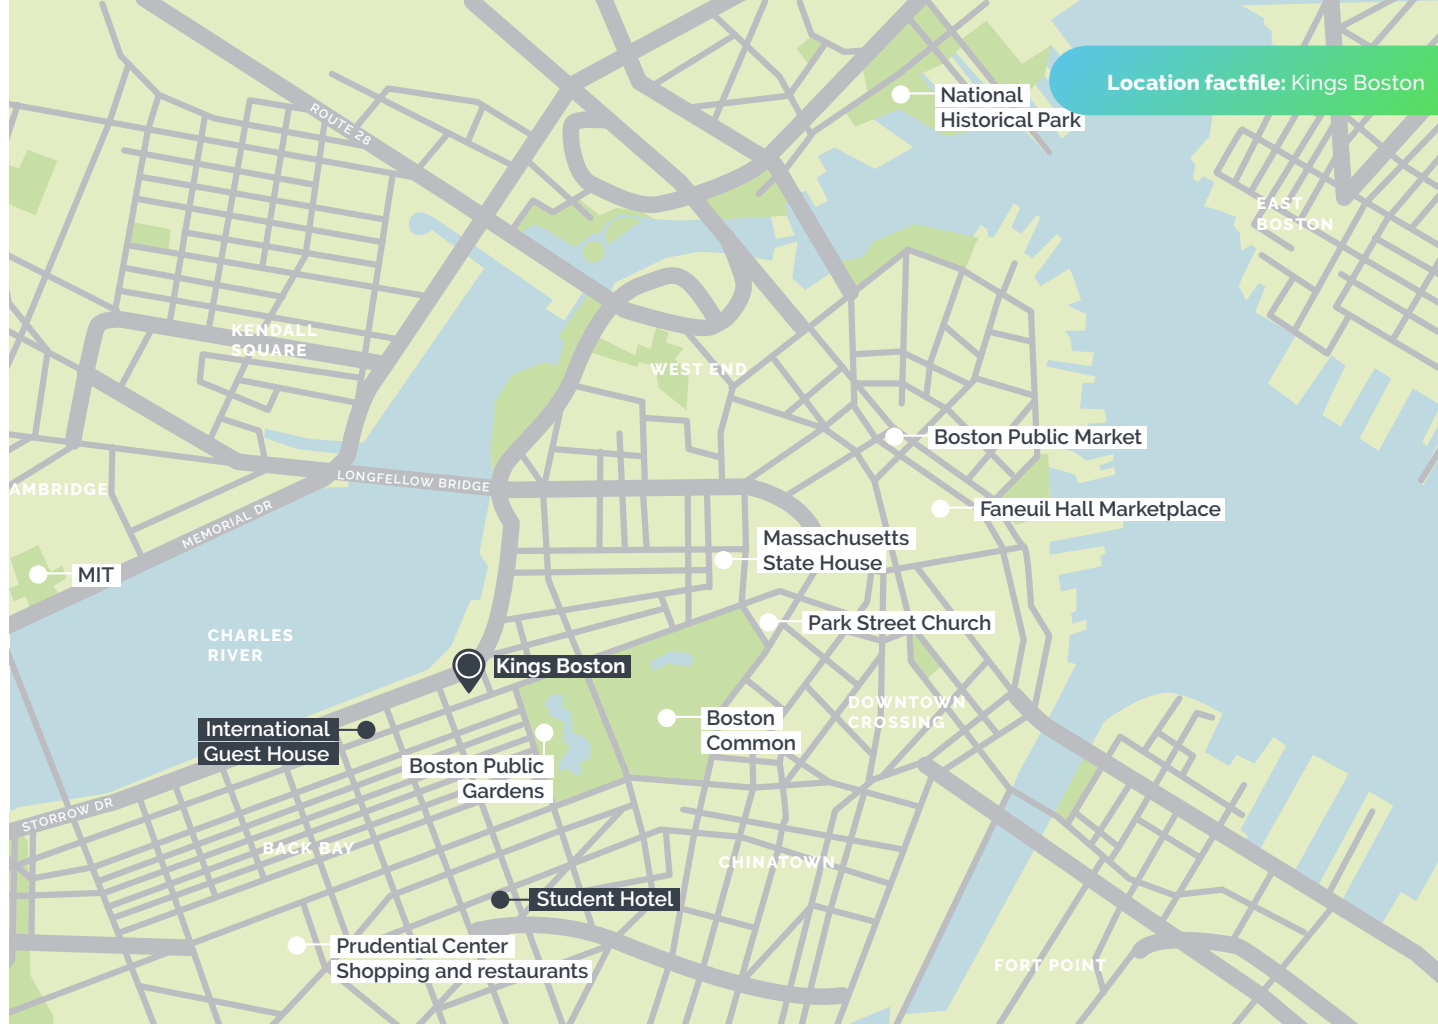 Location factfile: Kings Boston
National
Historical Park
ROUTE 28
EAST
BOSTON
KENDALL
SQUARE
WEST END
Boston Public Market
LONGFELLOW BRIDGE
AMBRIDGE
MEMORIAL DR
Faneuil Hall Marketplace
Massachusetts
State House
MIT
Park Street Church
CHARLES
RIVER
Kings Boston
DOWNTOWN
CROSSING
Boston
Common
International
Guest House
Boston Public
Gardens
STORROW DR
BACK BAY
CHINATOWN
Student Hotel
Prudential Center
Shopping and restaurants
FORT POINT